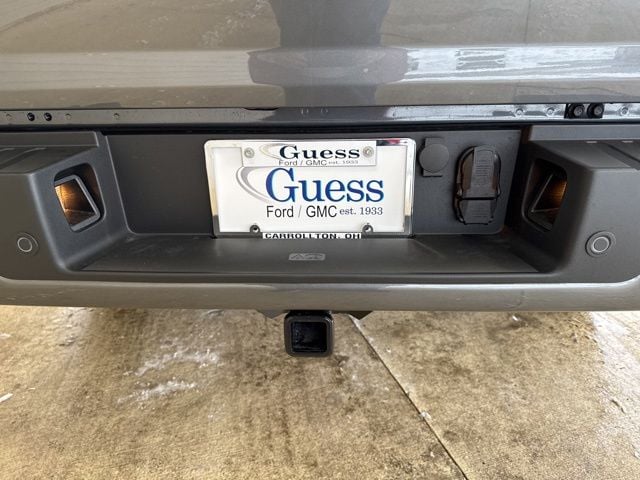 Guess
Ford / GMC est. 1933
Guess
Ford / GMC est. 1933
CARROLLTON, OH